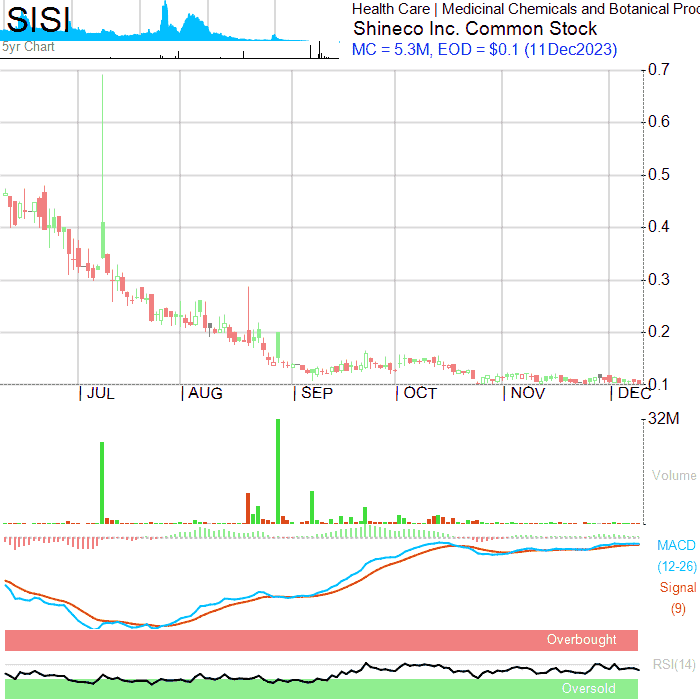 SISI
5yr Chart
Health Care | Medicinal Chemicals and Botanical Proc
Shineco Inc. Common Stock
MC = 5.3M, EOD = $0.1 (11Dec2023)
0.7
0.6
0.5
0.4
0.3
0.2
0.1
JUL AUG SEP OCT NOV DEC
32M
Volume
MACD
(12-26)
Signal
(9)
Overbought
RSI(14)
Oversold